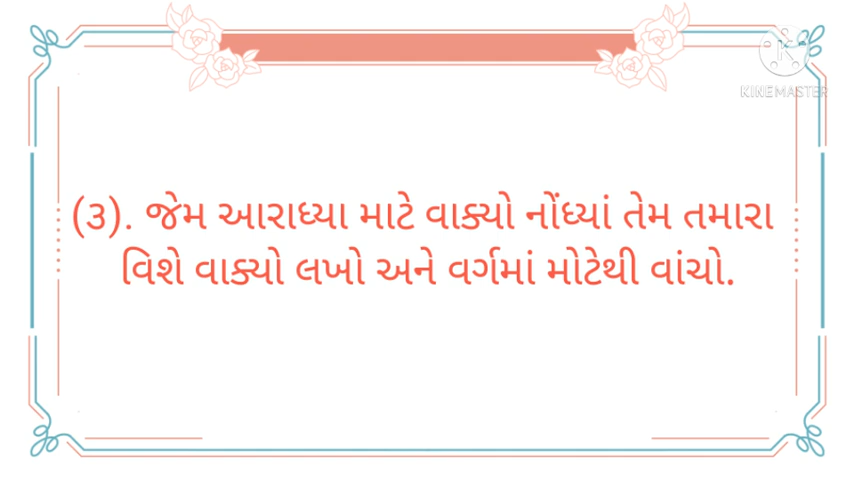 KINEMASTER
(૩). જેમ આરાધ્યા માટે વાક્યો નોંધ્યાં તેમ તમારા
વિશે વાક્યો લખો અને વર્ગમાં મોટેથી વાંચો.